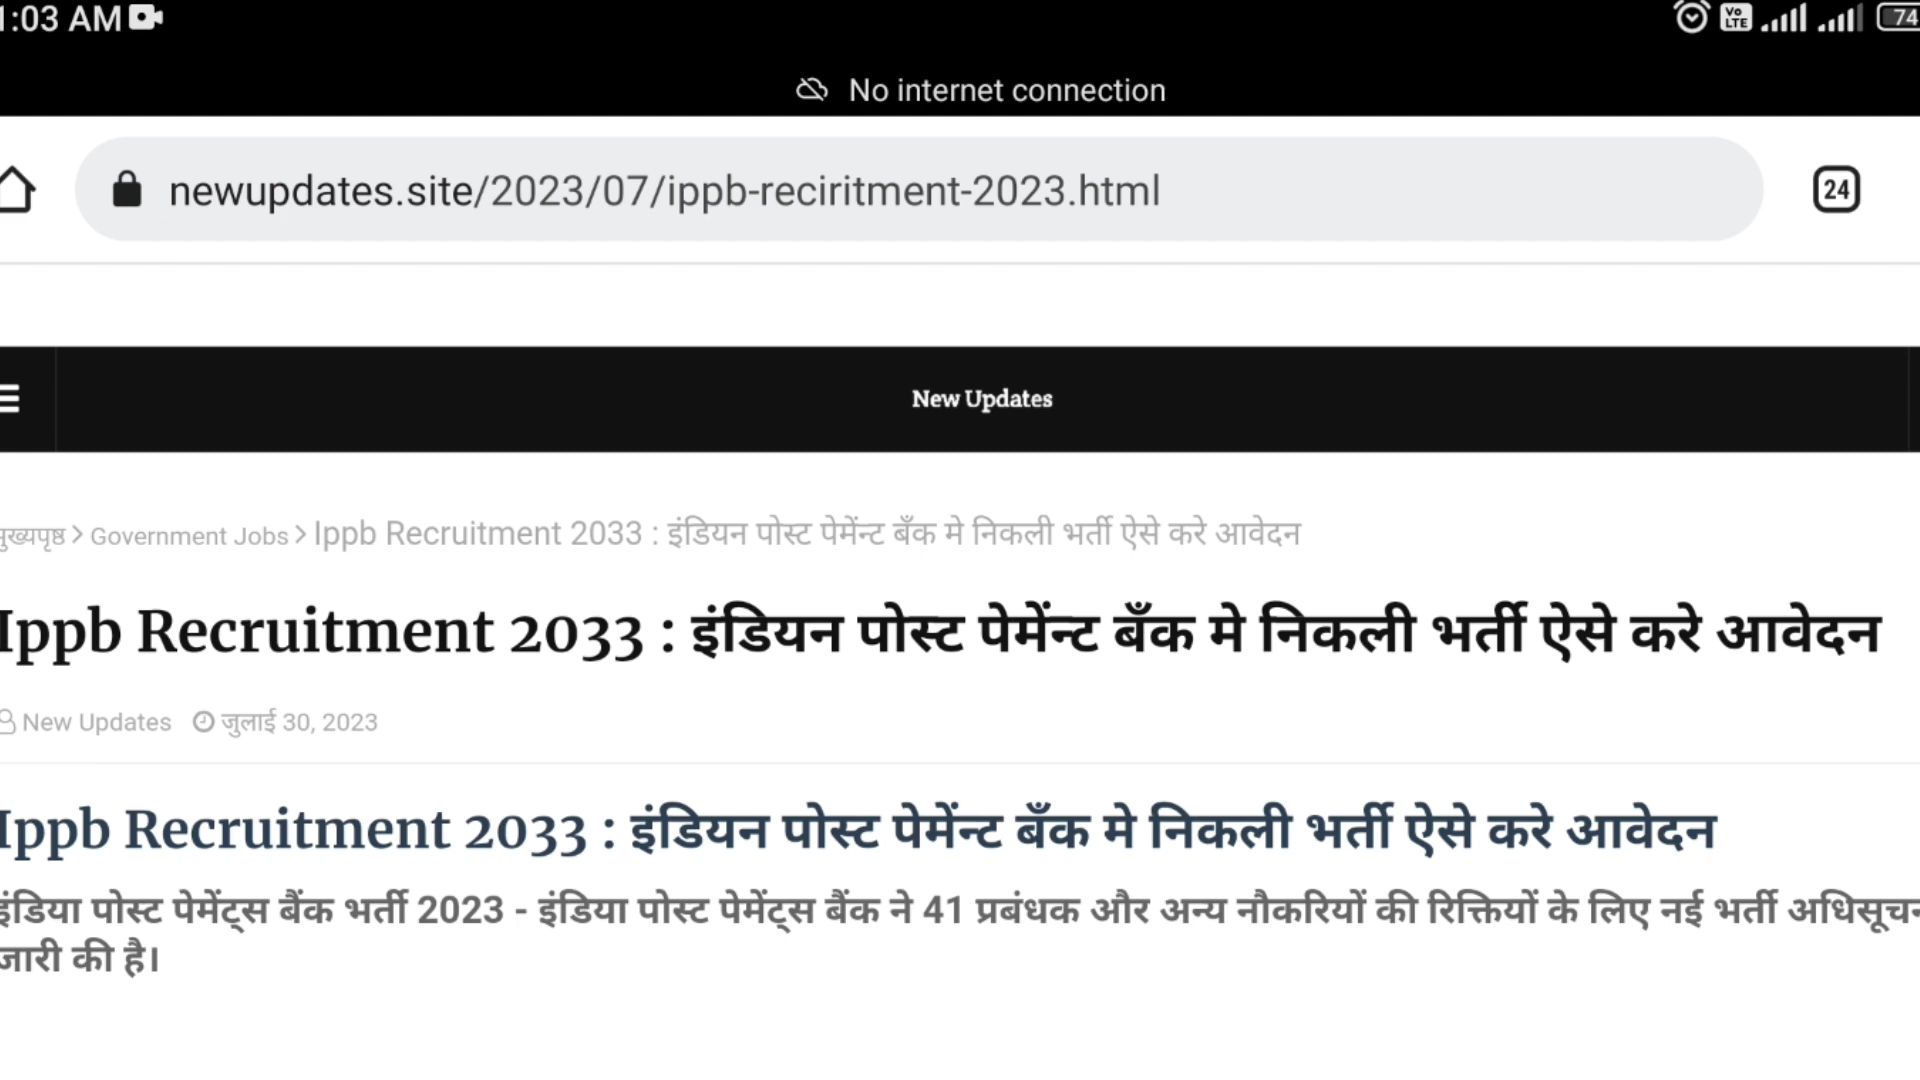 1:03 AM
Vo LTE
74
No internet connection
newupdates.site/2023/07/ippb-reciritment-2023.html
24
New Updates
मुख्यपृष्ठ > Government Jobs > Ippb Recruitment 2033 : इंडियन पोस्ट पेमेंन्ट बँक मे निकली भर्ती ऐसे करे आवेदन
Ippb Recruitment 2033 : इंडियन पोस्ट पेमेंन्ट बँक मे निकली भर्ती ऐसे करे आवेदन
New Updates जुलाई 30, 2023
Ippb Recruitment 2033 : इंडियन पोस्ट पेमेंन्ट बँक मे निकली भर्ती ऐसे करे आवेदन
इंडिया पोस्ट पेमेंट्स बैंक भर्ती 2023 - इंडिया पोस्ट पेमेंट्स बैंक ने 41 प्रबंधक और अन्य नौकरियों की रिक्तियों के लिए नई भर्ती
जारी की है।